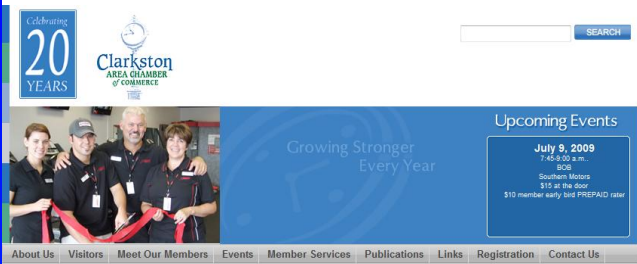 Celebrating
20
YEARS
Clarkston
AREA CHAMBER
of COMMERCE
SEARCH
Growing Stronger
Every Year
Upcoming Events
July 9, 2009
7:45-9:00 a.m..
BOB
Southern Motors
$15 at the door
$10 member early bird PREPAID rater
About Us Visitors Meet Our Members Events Member Services Publications Links Registration Contact Us